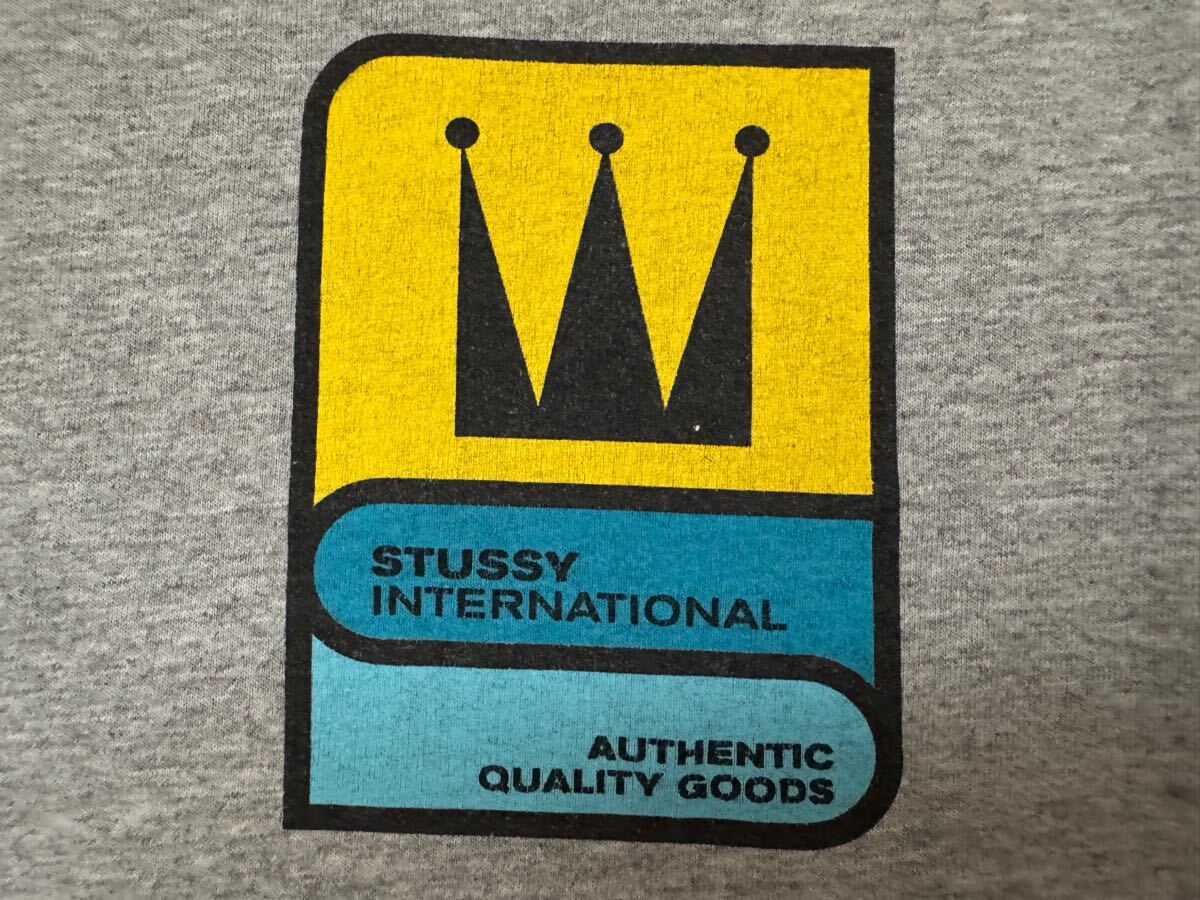 STUSSY
INTERNATIONAL
AUTHENTIC
QUALITY GOODS